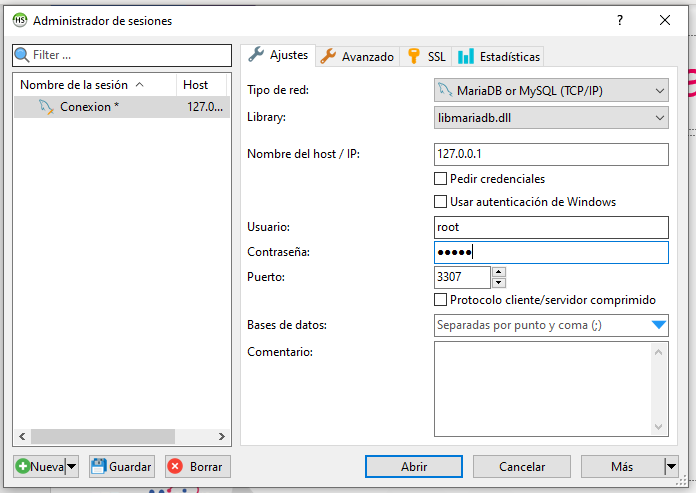 HS Administrador de sesiones
Filter ...
Nombre de la sesión Host
Conexion * 127.0...
Ajustes Avanzado SSL Estadísticas
Tipo de red: MariaDB or MySQL (TCP/IP)
Library: libmariadb.dll
Nombre del host / IP: 127.0.0.1
Pedir credenciales
Usar autenticación de Windows
Usuario: root
Contraseña: ●●●●●
Puerto: 3307
Protocolo cliente/servidor comprimido
Bases de datos: Separadas por punto y coma (;)
Comentario:
Nueva Guardar Borrar Abrir Cancelar Más